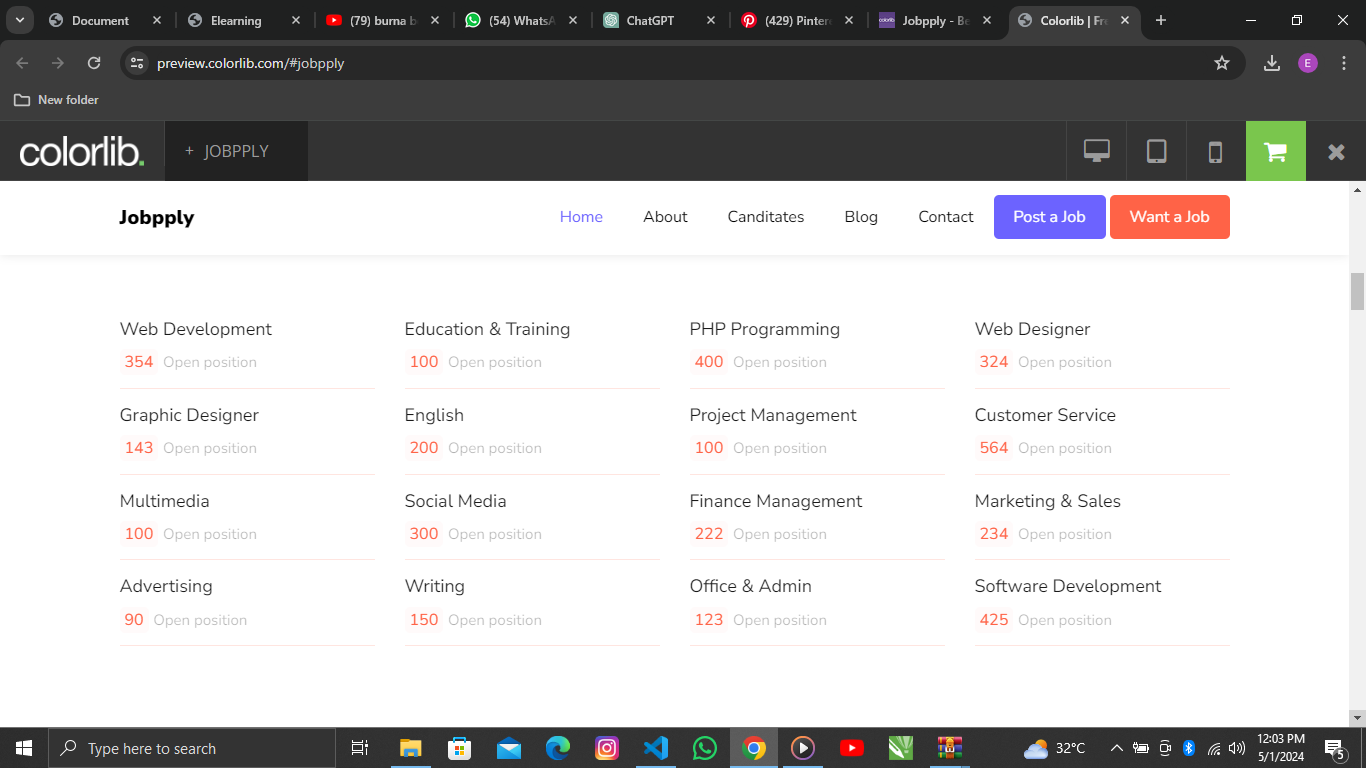 Document
Elearning
(79) burna b
(54) WhatsA
ChatGPT
(429) Pinter
Jobpply - Be
Colorlib | Fre
preview.colorlib.com/#jobpply
E
New folder
colorlib.
+ JOBPPLY
Jobpply
Home About Canditates Blog Contact Post a Job Want a Job
Web Development Education & Training PHP Programming Web Designer
354 Open position 100 Open position 400 Open position 324 Open position
Graphic Designer English Project Management Customer Service
143 Open position 200 Open position 100 Open position 564 Open position
Multimedia Social Media Finance Management Marketing & Sales
100 Open position 300 Open position 222 Open position 234 Open position
Advertising Writing Office & Admin Software Development
90 Open position 150 Open position 123 Open position 425 Open position
Type here to search
32°C
12:03 PM
5/1/2024
5